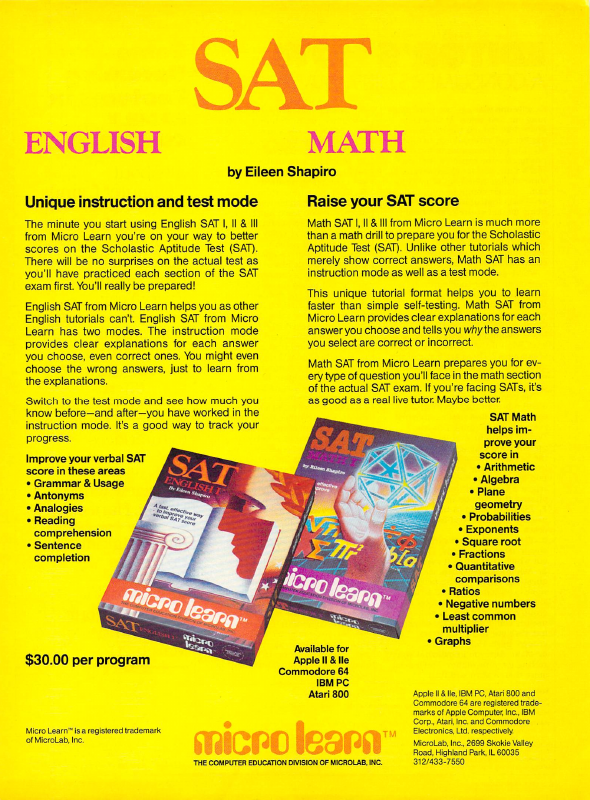 SAT
ENGLISH
MATH
by Eileen Shapiro
Unique instruction and test mode
The minute you start using English SAT I, II & III
from Micro Learn you're on your way to better
scores on the Scholastic Aptitude Test (SAT).
There will be no surprises on the actual test as
you'll have practiced each section of the SAT
exam first. You'll really be prepared!
English SAT from Micro Learn helps you as other
English tutorials can't. English SAT from Micro
Learn has two modes. The instruction mode
provides clear explanations for each answer
you choose, even correct ones. You might even
choose the wrong answers, just to learn from
the explanations.
Switch to the test mode and see how much you
know before—and after—you have worked in the
instruction mode. It's a good way to track your
progress.
Improve your verbal SAT
score in these areas
• Grammar & Usage
• Antonyms
• Analogies
• Reading
comprehension
• Sentence
completion
$30.00 per program
Raise your SAT score
Math SAT I, II & III from Micro Learn is much more
than a math drill to prepare you for the Scholastic
Aptitude Test (SAT). Unlike other tutorials which
merely show correct answers, Math SAT has an
instruction mode as well as a test mode.
This unique tutorial format helps you to learn
faster than simple self-testing. Math SAT from
Micro Learn provides clear explanations for each
answer you choose and tells you why the answers
you select are correct or incorrect.
Math SAT from Micro Learn prepares you for ev-
ery type of question you'll face in the math section
of the actual SAT exam. If you're facing SATs, it's
as good as a real live tutor. Maybe better.
SAT Math
helps im-
prove your
score in
• Arithmetic
• Algebra
• Plane
geometry
• Probabilities
• Exponents
• Square root
• Fractions
• Quantitative
comparisons
• Ratios
• Negative numbers
• Least common
multiplier
• Graphs
SAT
ENGLISH I
By Eileen Shapiro
A fast, effective way
to improve your
verbal SAT score
micro learn™
SAT ENGLISH I
micro
learn™
SAT
by Eileen Shapiro
micro learn™
micro
learn
Available for
Apple II & IIe
Commodore 64
IBM PC
Atari 800
Micro Learn™ is a registered trademark
of MicroLab, Inc.
micro learn™
THE COMPUTER EDUCATION DIVISION OF MICROLAB, INC.
Apple II & IIe, IBM PC, Atari 800 and
Commodore 64 are registered trade-
marks of Apple Computer, Inc., IBM
Corp., Atari, Inc. and Commodore
Electronics, Ltd. respectively.
MicroLab, Inc., 2699 Skokie Valley
Road, Highland Park, IL 60035
312/433-7550